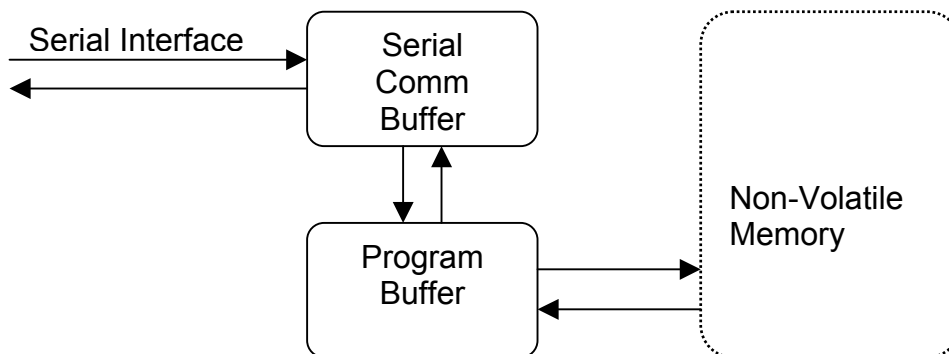 Serial Interface
Serial
Comm
Buffer
Program
Buffer
Non-Volatile
Memory